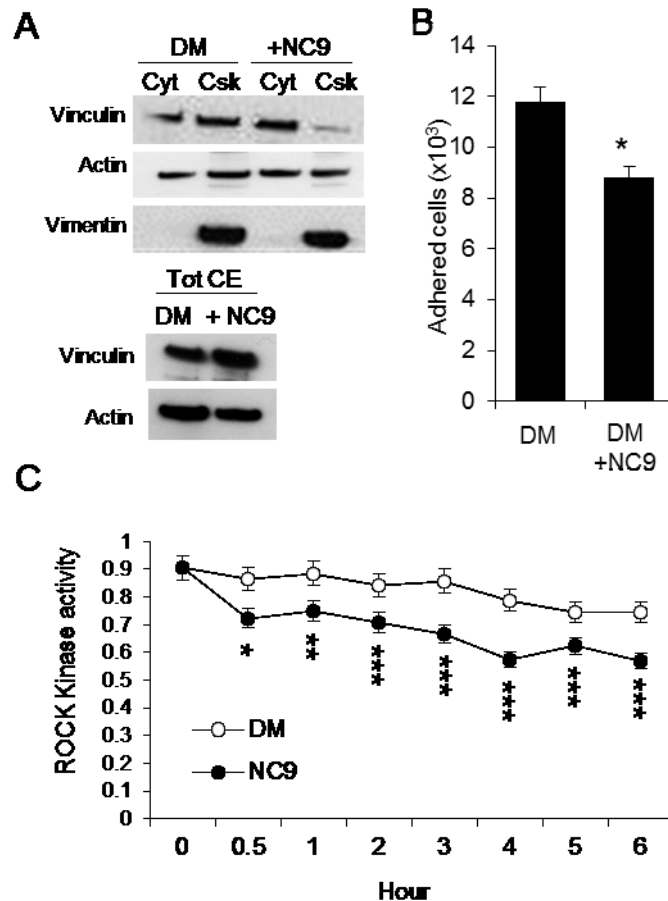 A
DM +NC9
Cyt Csk Cyt Csk
Vinculin
Actin
Vimentin
Tot CE
DM + NC9
Vinculin
Actin
B
14
12
10
8
6
4
2
0
Adhered cells (x10³)
*
DM
DM
+NC9
C
1
0.9
0.8
0.7
0.6
0.5
0.4
0.3
0.2
0.1
0
ROCK Kinase activity
* ** *** *** *** *** ***
DM
NC9
0 0.5 1 2 3 4 5 6
Hour